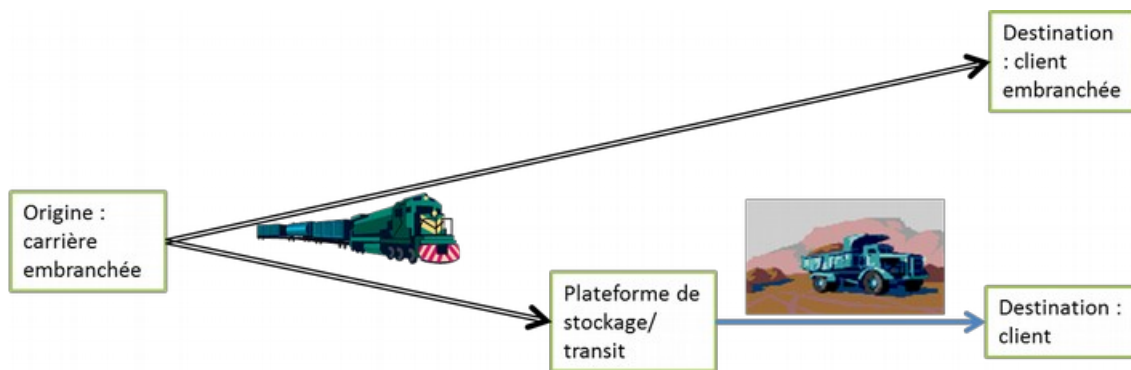 Destination
: client
embranchée
Origine :
carrière
embranchée
Plateforme de
stockage/
transit
Destination :
client